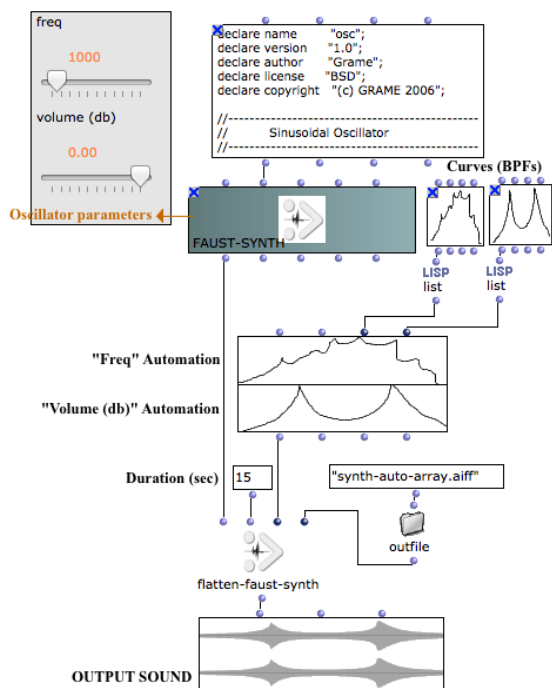 freq
1000
volume (db)
0.00
Oscillator parameters
declare name "osc";
declare version "1.0";
declare author "Grame";
declare license "BSD";
declare copyright "(c) GRAME 2006";
//-----------------------------------------------
// Sinusoidal Oscillator
//-----------------------------------------------
Curves (BPFs)
FAUST-SYNTH
LISP
list
LISP
list
"Freq" Automation
"Volume (db)" Automation
Duration (sec)
15
"synth-auto-array.aiff"
outfile
flatten-faust-synth
OUTPUT SOUND